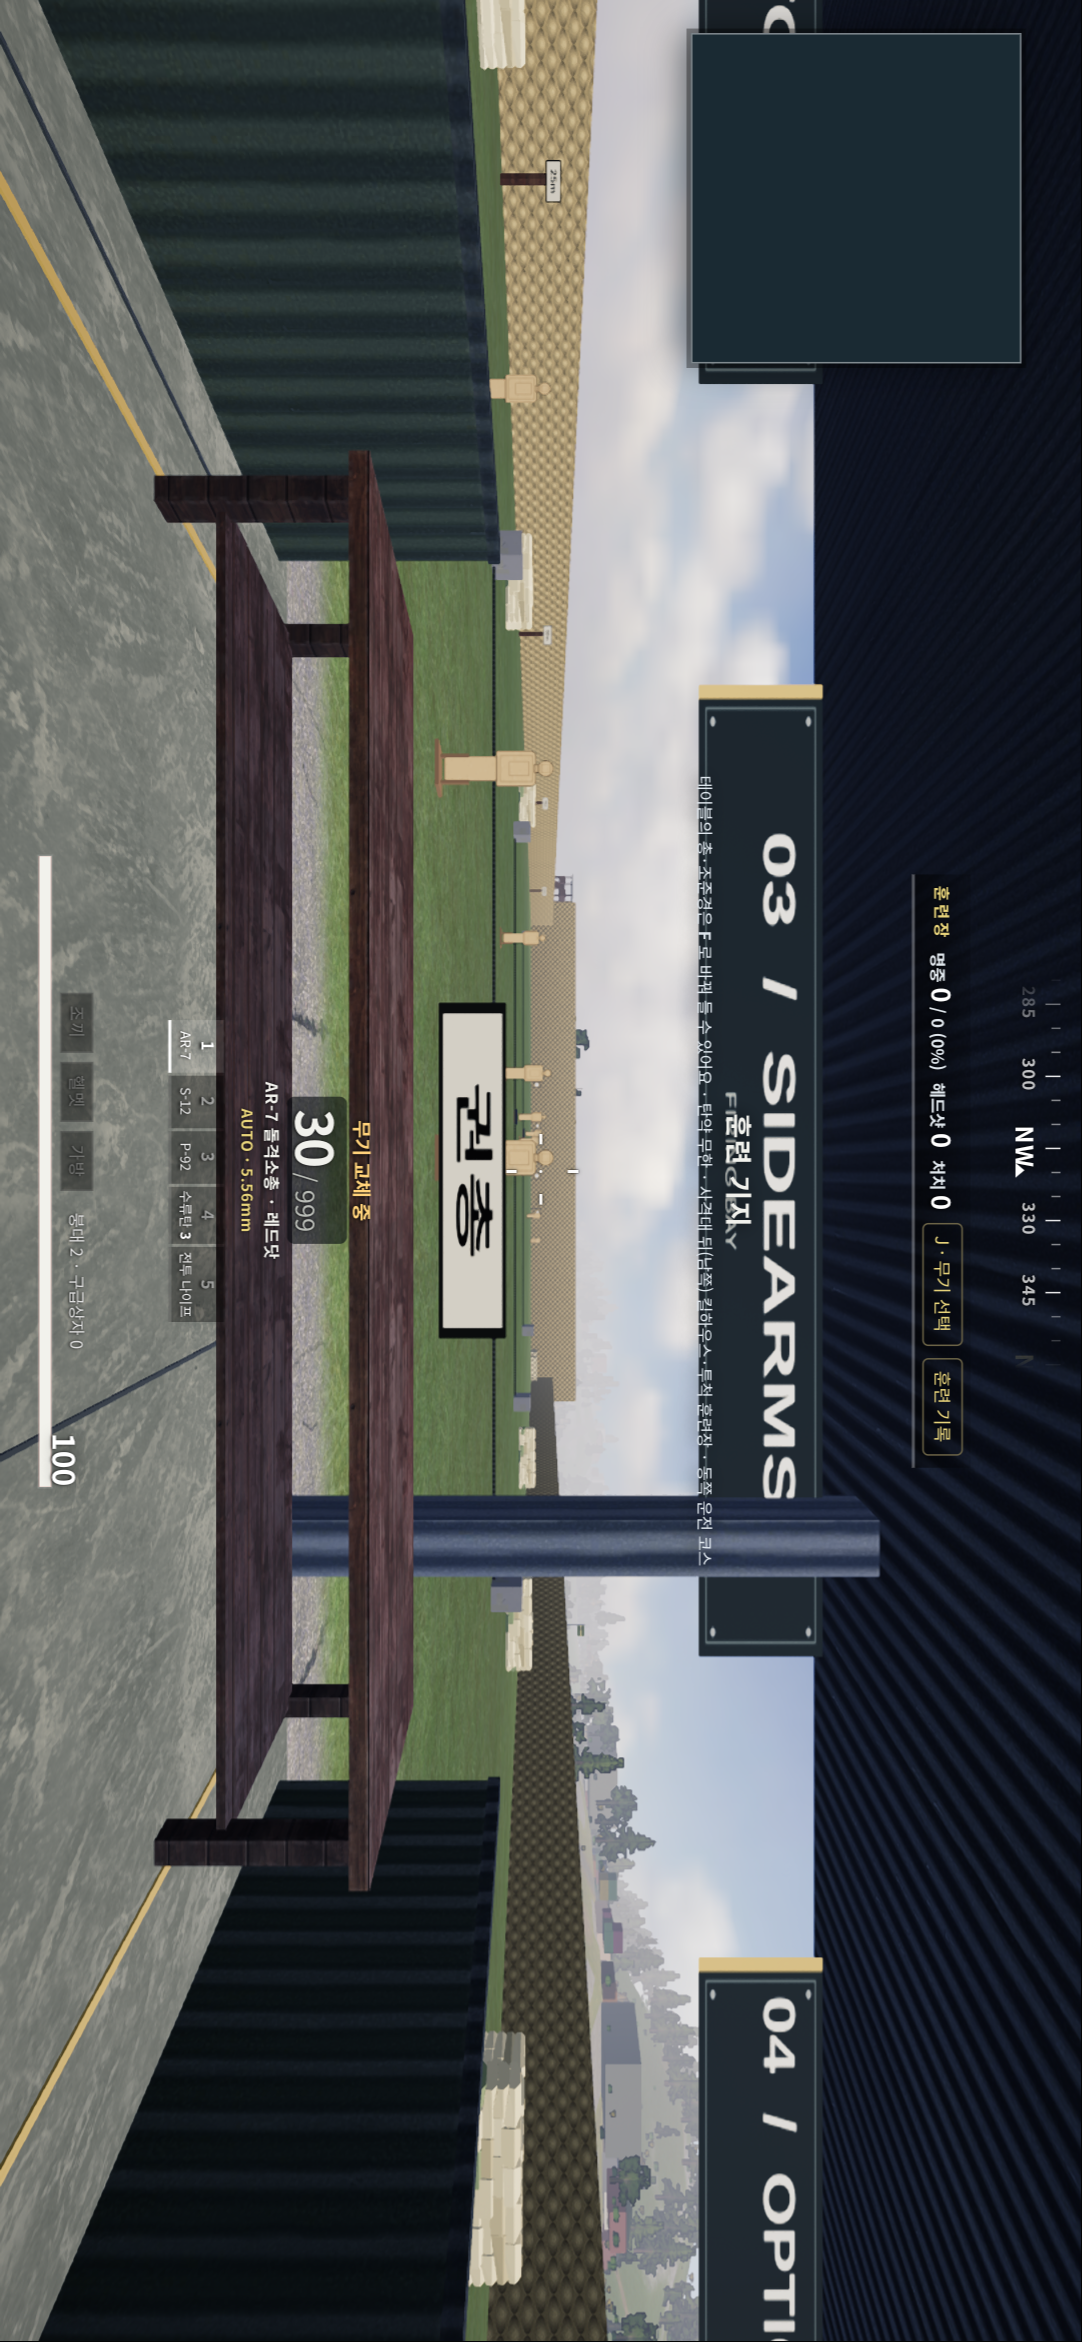 285 300 NW 330 345 N
훈련장 명중 0 / 0 (0%) 헤드샷 0 처치 0 J · 무기 선택 훈련 기록
03 / SIDEARMS
04 / OPTIC
훈련 기지
테이블의 총·조준경은 F 로 바꿔 들 수 있어요 · 탄약 무한 · 사격대 뒤(남쪽) 킬하우스·투척 훈련장 · 동쪽 운전 코스
25m
권총
무기 교체 중
30 / 999
AR-7 돌격소총 · 레드닷
AUTO · 5.56mm
1 2 3 4 5
AR-7 S-12 P-92 수류탄 3 전투 나이프
조끼 헬멧 가방 붕대 2 · 구급상자 0
100